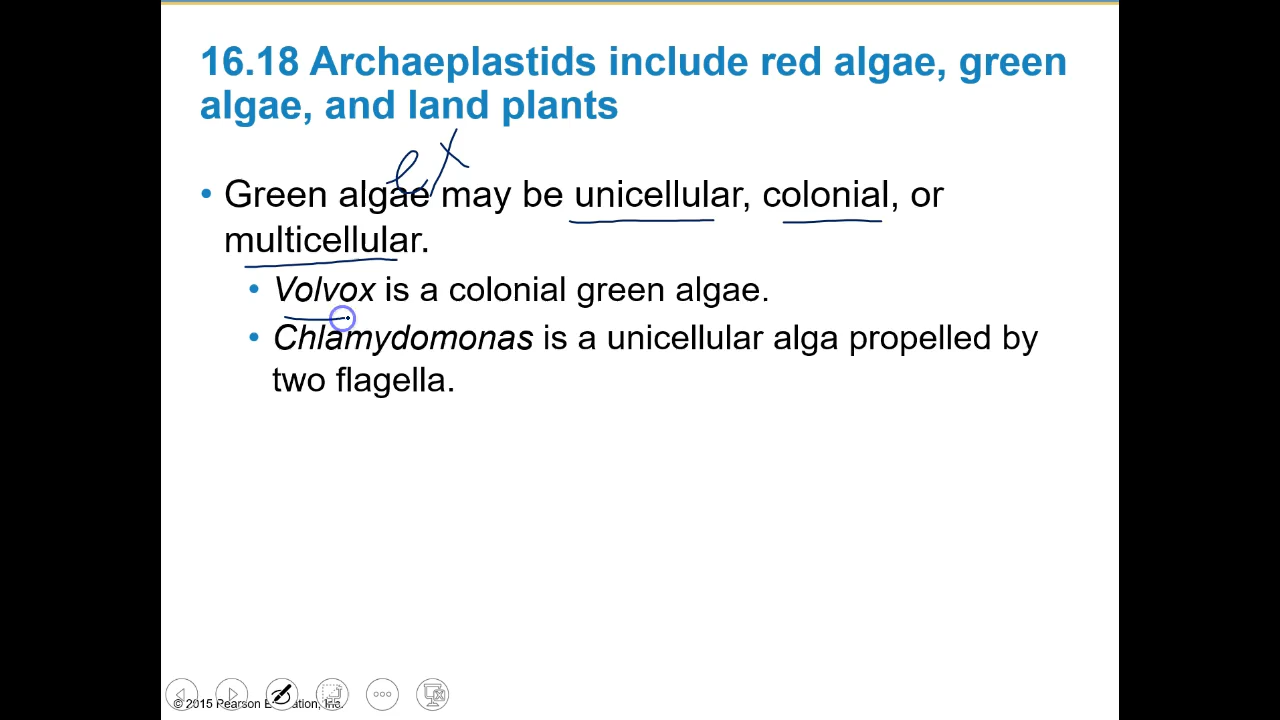 16.18 Archaeplastids include red algae, green
algae, and land plants
ex
• Green algae may be unicellular, colonial, or
multicellular.
• Volvox is a colonial green algae.
• Chlamydomonas is a unicellular alga propelled by
two flagella.
© 2015 Pearson Inc.